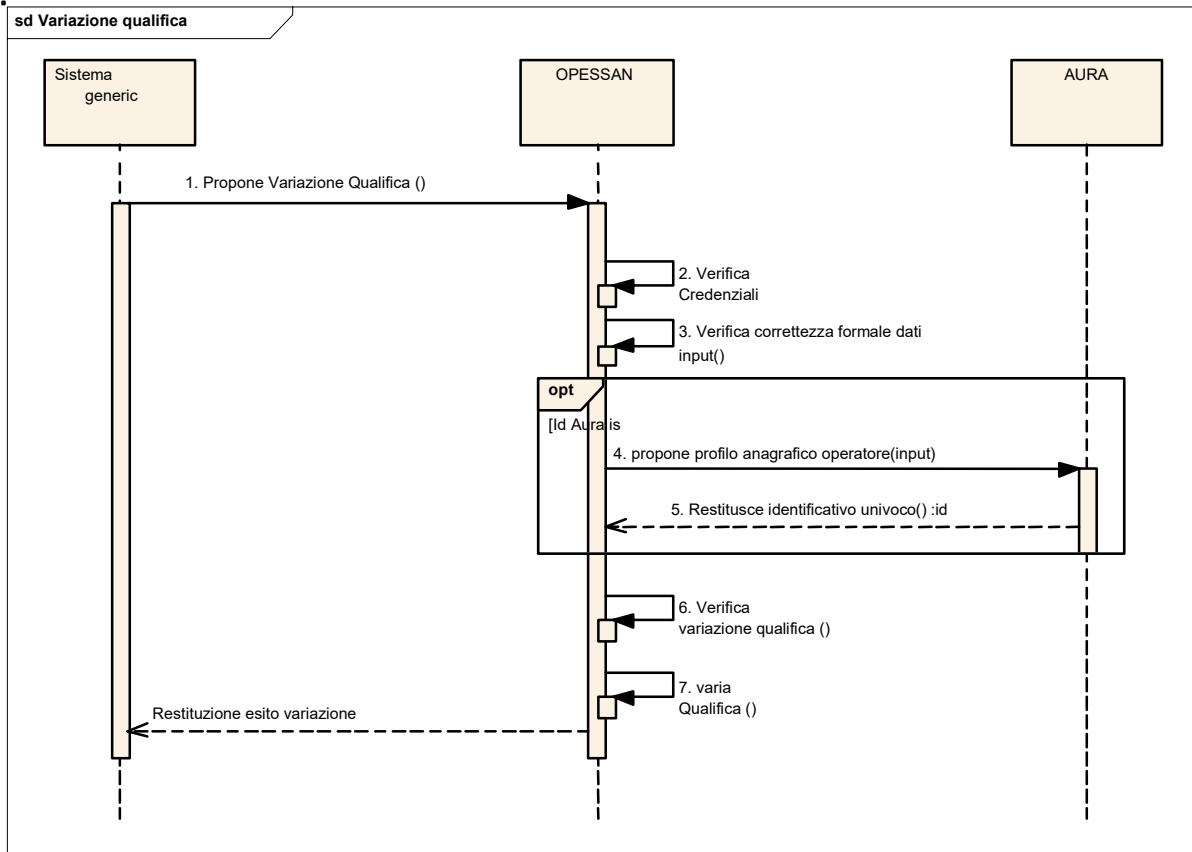 sd Variazione qualifica
Sistema
generic
OPESSAN
AURA
1. Propone Variazione Qualifica ()
2. Verifica
Credenziali
3. Verifica correttezza formale dati
input()
opt
[Id Aura is
4. propone profilo anagrafico operatore(input)
5. Restitusce identificativo univoco() :id
6. Verifica
variazione qualifica ()
7. varia
Qualifica ()
Restituzione esito variazione